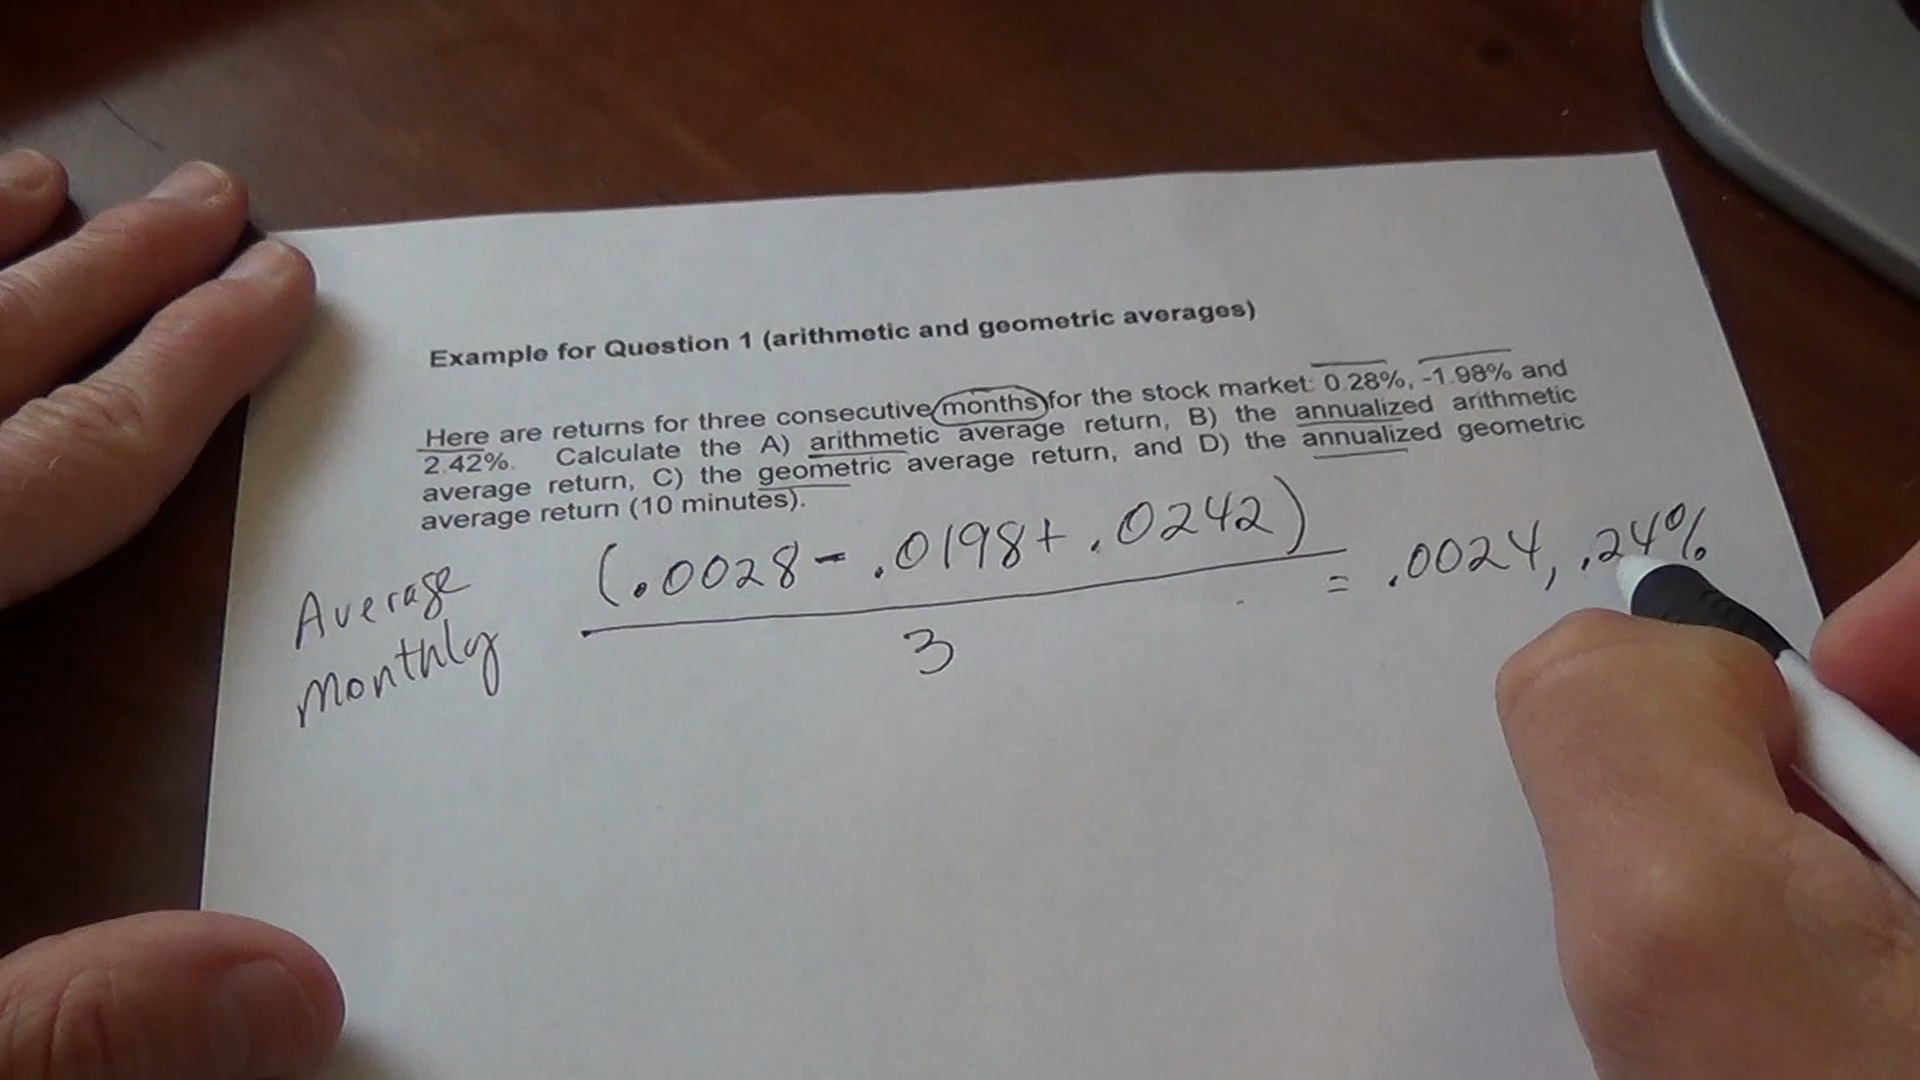 Example for Question 1 (arithmetic and geometric averages)
Here are returns for three consecutive months for the stock market: 0.28%, -1.98% and
2.42%. Calculate the A) arithmetic average return, B) the annualized arithmetic
average return, C) the geometric average return, and D) the annualized geometric
average return (10 minutes).
Average
monthly
(.0028 - .0198 + .0242)
3
= .0024, .24%